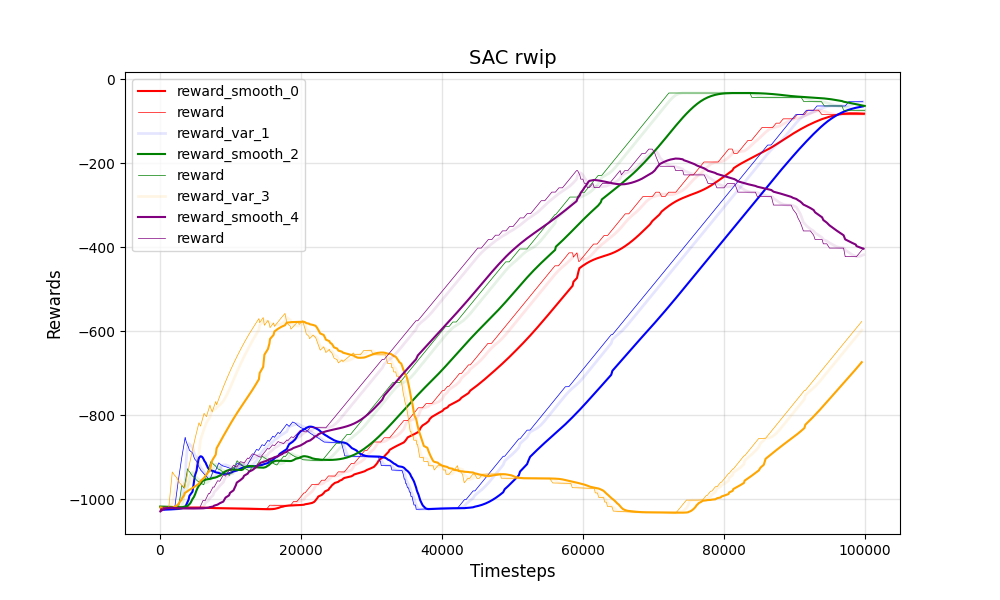 SAC rwip
reward_smooth_0
reward
reward_var_1
reward_smooth_2
reward
reward_var_3
reward_smooth_4
reward
0
−200
−400
−600
−800
−1000
Rewards
0 20000 40000 60000 80000 100000
Timesteps